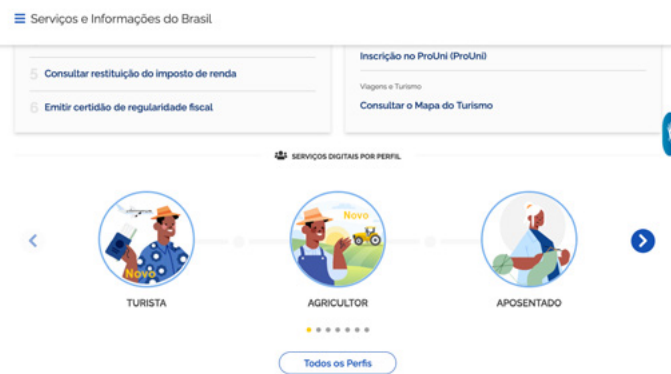 Serviços e Informações do Brasil
5 Consultar restituição do imposto de renda
6 Emitir certidão de regularidade fiscal
Inscrição no ProUni (ProUni)
Viagens e Turismo
Consultar o Mapa do Turismo
SERVIÇOS DIGITAIS POR PERFIL
Novo
TURISTA
Novo
AGRICULTOR
APOSENTADO
Todos os Perfis